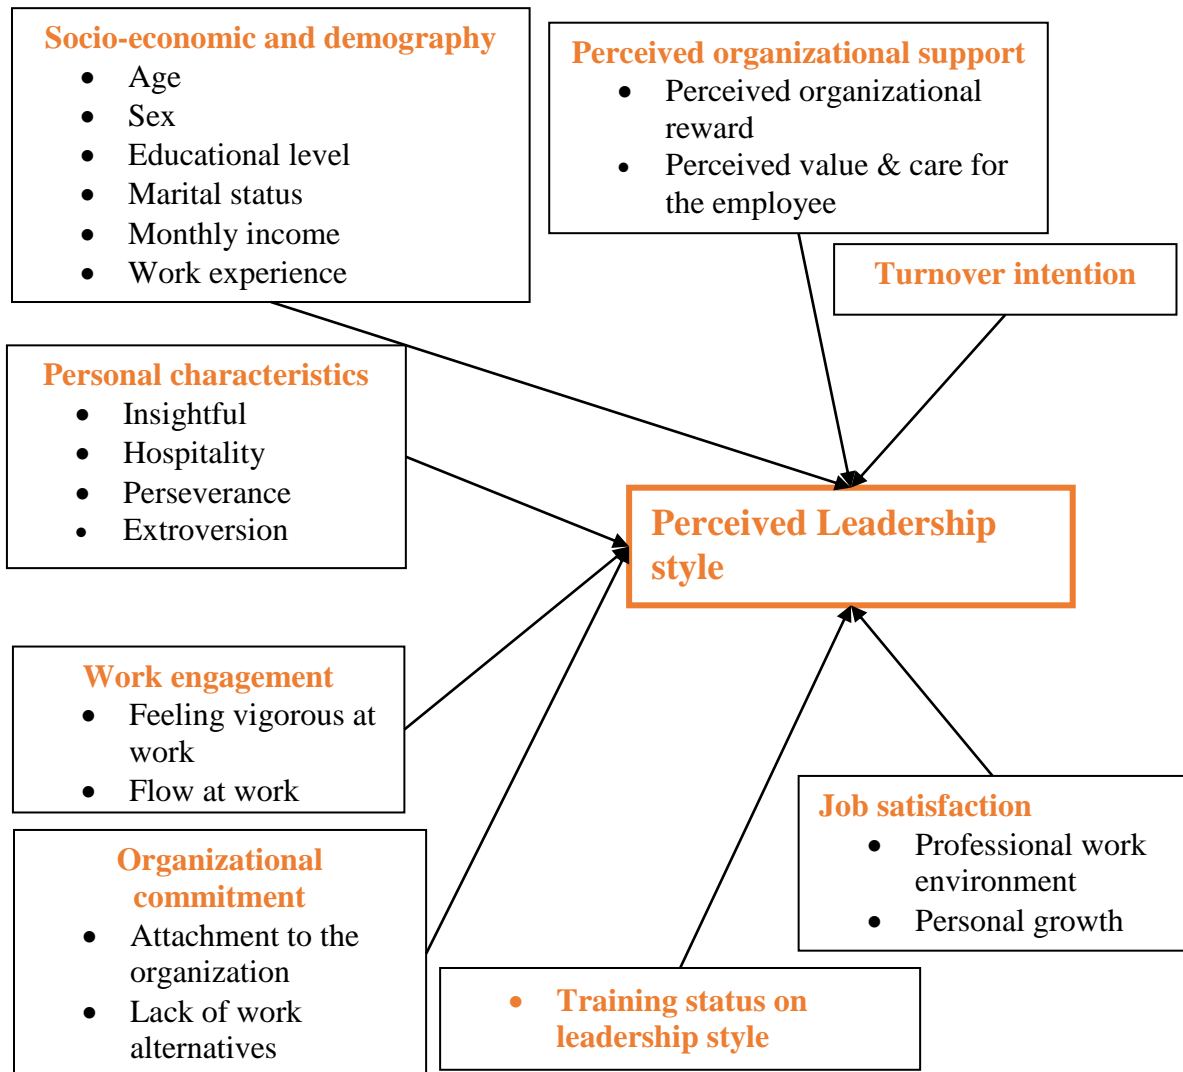 Socio-economic and demography
• Age
• Sex
• Educational level
• Marital status
• Monthly income
• Work experience
Perceived organizational support
• Perceived organizational
reward
• Perceived value & care for
the employee
Turnover intention
Personal characteristics
• Insightful
• Hospitality
• Perseverance
• Extroversion
Perceived Leadership
style
Work engagement
• Feeling vigorous at
work
• Flow at work
Job satisfaction
• Professional work
environment
• Personal growth
Organizational
commitment
• Attachment to the
organization
• Lack of work
alternatives
• Training status on
leadership style